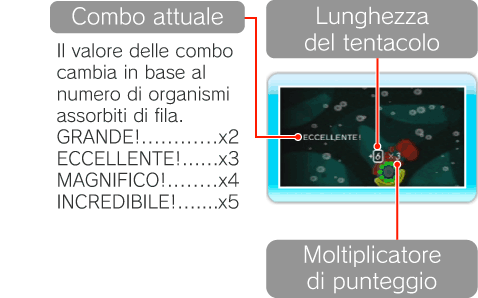 Combo attuale
Il valore delle combo
cambia in base al
numero di organismi
assorbiti di fila.
GRANDE!............x2
ECCELLENTE!......x3
MAGNIFICO!........x4
INCREDIBILE!.......x5
Lunghezza
del tentacolo
ECCELLENTE!
6 ×3
Moltiplicatore
di punteggio